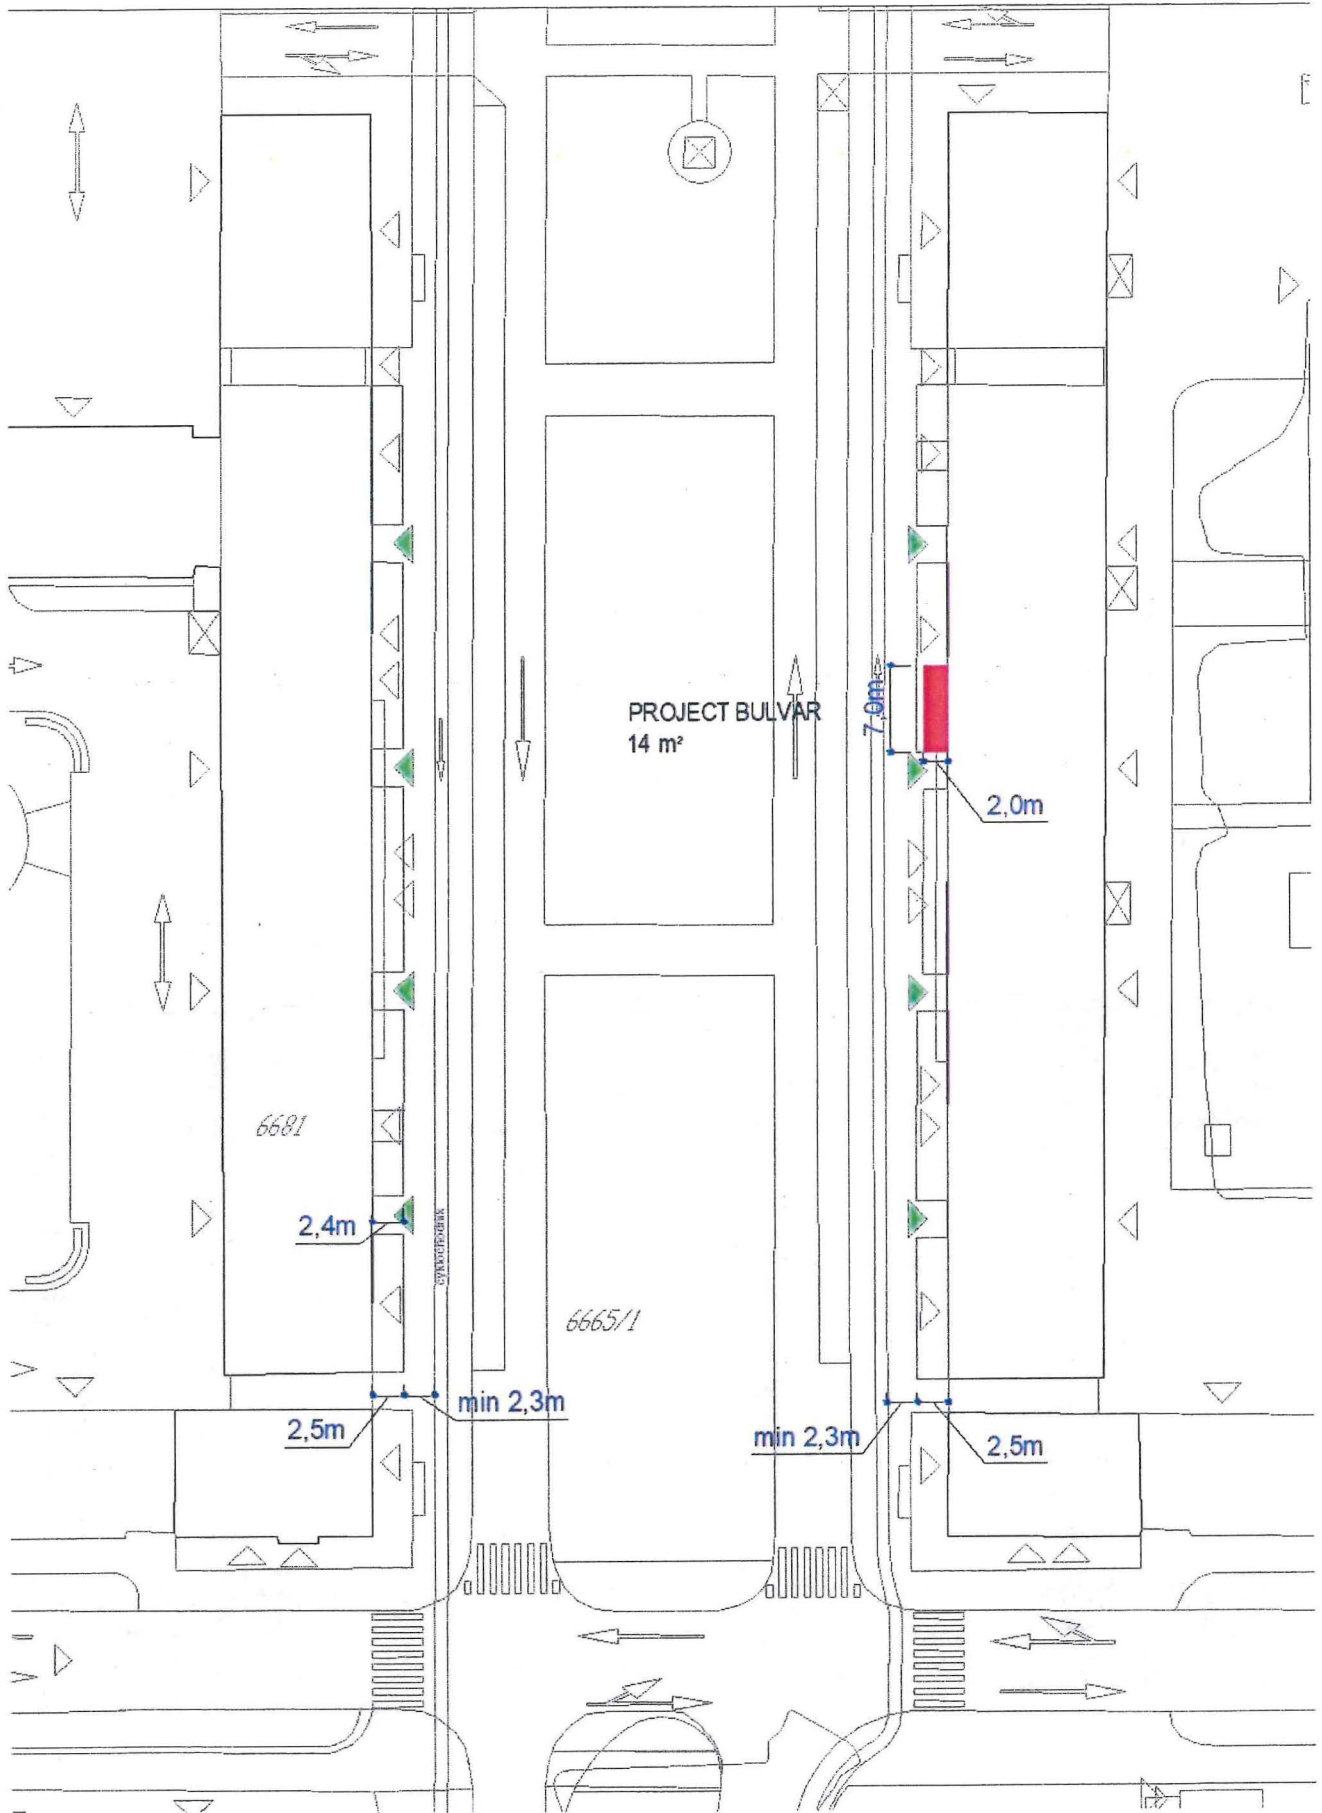 PROJECT BULVAR
14 m²
7,0m
2,0m
6681
2,4m
cyklochodník
6665/1
min 2,3m
2,5m
min 2,3m
2,5m